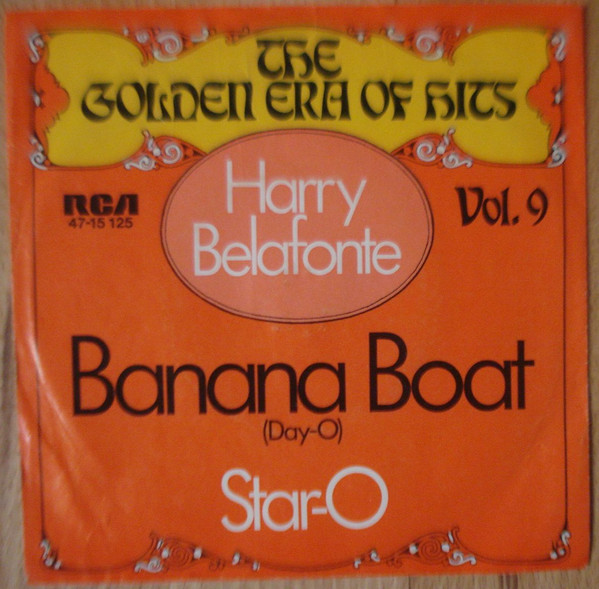 THE
GOLDEN ERA OF HITS
RCA
47-15 125
Harry
Belafonte
Vol. 9
Banana Boat
(Day-O)
Star-O